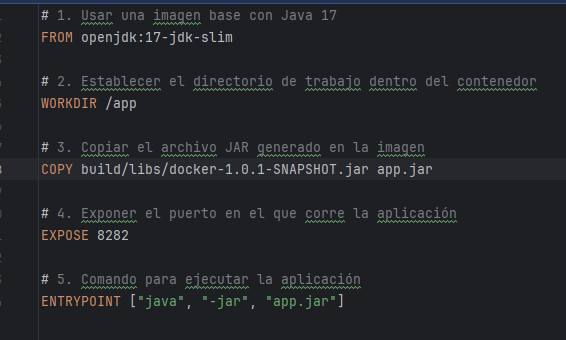 # 1. Usar una imagen base con Java 17
FROM openjdk:17-jdk-slim
# 2. Establecer el directorio de trabajo dentro del contenedor
WORKDIR /app
# 3. Copiar el archivo JAR generado en la imagen
COPY build/libs/docker-1.0.1-SNAPSHOT.jar app.jar
# 4. Exponer el puerto en el que corre la aplicación
EXPOSE 8282
# 5. Comando para ejecutar la aplicación
ENTRYPOINT ["java", "-jar", "app.jar"]